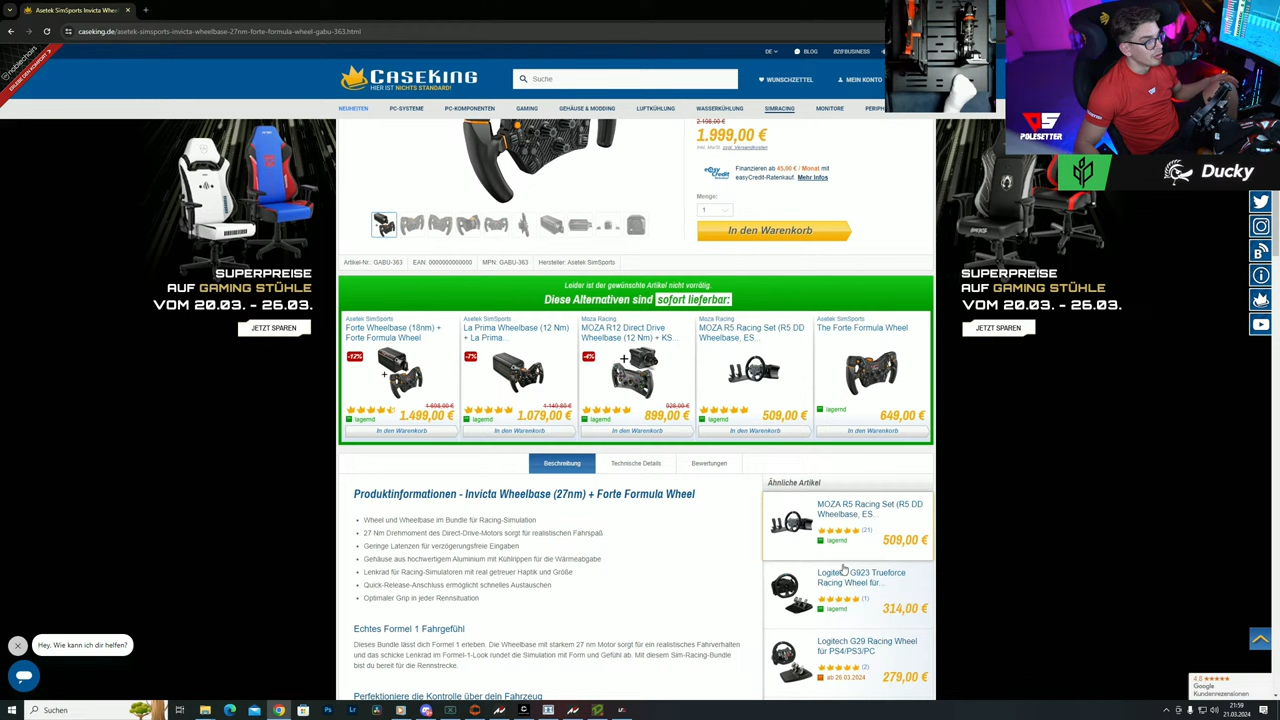 Asetek SimSports Invicta Whee
caseking.de/asetek-simsports-invicta-wheelbase-27nm-forte-formula-wheel-gabu-363.html
DE
BLOG
B2B BUSINESS
CASEKING
HIER IST NICHTS STANDARD!
Suche
WUNSCHZETTEL
MEIN KONTO
NEUHEITEN
PC-SYSTEME
PC-KOMPONENTEN
GAMING
GEHÄUSE & MODDING
LUFTKÜHLUNG
WASSERKÜHLUNG
SIMRACING
MONITORE
PERIPH
POLESETTER
Ducky
2.198,00 €
1.999,00 €
inkl. MwSt. zzgl. Versandkosten
easyCredit
Finanzieren ab 45,00 € / Monat mit
easyCredit-Ratenkauf. Mehr Infos
Menge:
1
In den Warenkorb
Artikel-Nr.: GABU-363
EAN: 0000000000000
MPN: GABU-363
Hersteller: Asetek SimSports
SUPERPREISE
AUF GAMING STÜHLE
VOM 20.03. - 26.03.
JETZT SPAREN
SUPERPREISE
AUF GAMING STÜHLE
VOM 20.03. - 26.03.
JETZT SPAREN
Leider ist der gewünschte Artikel nicht vorrätig.
Diese Alternativen sind sofort lieferbar:
Asetek SimSports
Forte Wheelbase (18nm) +
Forte Formula Wheel
-12%
1.698,00 €
lagernd
1.499,00 €
In den Warenkorb
Asetek SimSports
La Prima Wheelbase (12 Nm)
+ La Prima...
-7%
1.149,80 €
lagernd
1.079,00 €
In den Warenkorb
Moza Racing
MOZA R12 Direct Drive
Wheelbase (12 Nm) + KS...
-4%
928,00 €
lagernd
899,00 €
In den Warenkorb
Moza Racing
MOZA R5 Racing Set (R5 DD
Wheelbase, ES...
lagernd
509,00 €
In den Warenkorb
Asetek SimSports
The Forte Formula Wheel
lagernd
649,00 €
In den Warenkorb
Beschreibung
Technische Details
Bewertungen
Produktinformationen - Invicta Wheelbase (27nm) + Forte Formula Wheel
Wheel und Wheelbase im Bundle für Racing-Simulation
27 Nm Drehmoment des Direct-Drive-Motors sorgt für realistischen Fahrspaß
Geringe Latenzen für verzögerungsfreie Eingaben
Gehäuse aus hochwertigem Aluminium mit Kühlrippen für die Wärmeabgabe
Lenkrad für Racing-Simulatoren mit real getreuer Haptik und Größe
Quick-Release-Anschluss ermöglicht schnelles Austauschen
Optimaler Grip in jeder Rennsituation
Echtes Formel 1 Fahrgefühl
Dieses Bundle lässt dich Formel 1 erleben. Die Wheelbase mit starkem 27 nm Motor sorgt für ein realistisches Fahrverhalten
und das schicke Lenkrad im Formel-1-Look rundet die Simulation mit Form und Gefühl ab. Mit diesem Sim-Racing-Bundle
bist du bereit für die Rennstrecke.
Perfektioniere die Kontrolle über dein Fahrzeug
Ähnliche Artikel
MOZA R5 Racing Set (R5 DD
Wheelbase, ES...
(21)
lagernd
509,00 €
Logitech G923 Trueforce
Racing Wheel für...
(1)
lagernd
314,00 €
Logitech G29 Racing Wheel
für PS4/PS3/PC
(2)
ab 26.03.2024
279,00 €
Hey. Wie kann ich dir helfen?
4,8
Google
Kundenrezensionen
Suchen
21:59
21.03.2024